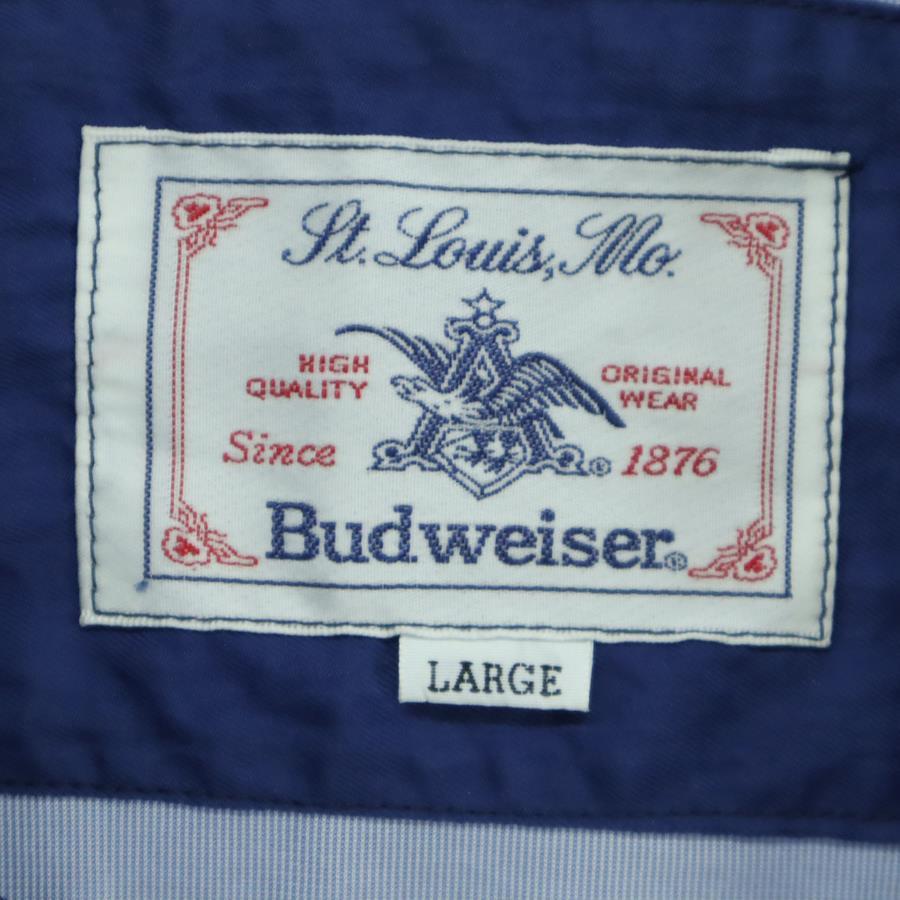 St. Louis, Mo.
HIGH QUALITY
ORIGINAL WEAR
Since 1876
Budweiser®
LARGE